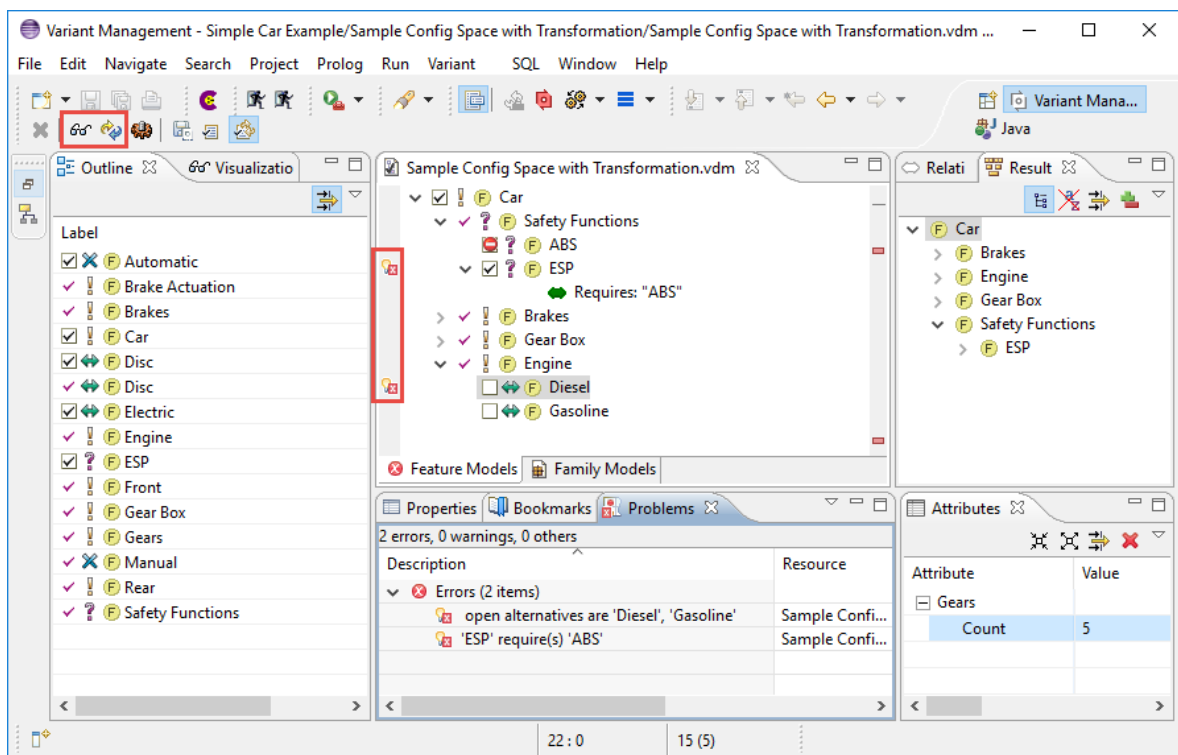 Variant Management - Simple Car Example/Sample Config Space with Transformation/Sample Config Space with Transformation.vdm ...
File Edit Navigate Search Project Prolog Run Variant SQL Window Help
Variant Mana...
Java
Outline
Visualizatio
Label
Automatic
Brake Actuation
Brakes
Car
Disc
Disc
Electric
Engine
ESP
Front
Gear Box
Gears
Manual
Rear
Safety Functions
Sample Config Space with Transformation.vdm
Car
Safety Functions
ABS
ESP
Requires: "ABS"
Brakes
Gear Box
Engine
Diesel
Gasoline
Feature Models
Family Models
Relati
Result
Car
Brakes
Engine
Gear Box
Safety Functions
ESP
Properties
Bookmarks
Problems
2 errors, 0 warnings, 0 others
Description Resource
Errors (2 items)
open alternatives are 'Diesel', 'Gasoline' Sample Confi...
'ESP' require(s) 'ABS' Sample Confi...
Attributes
Attribute Value
Gears
Count 5
22 : 0 15 (5)